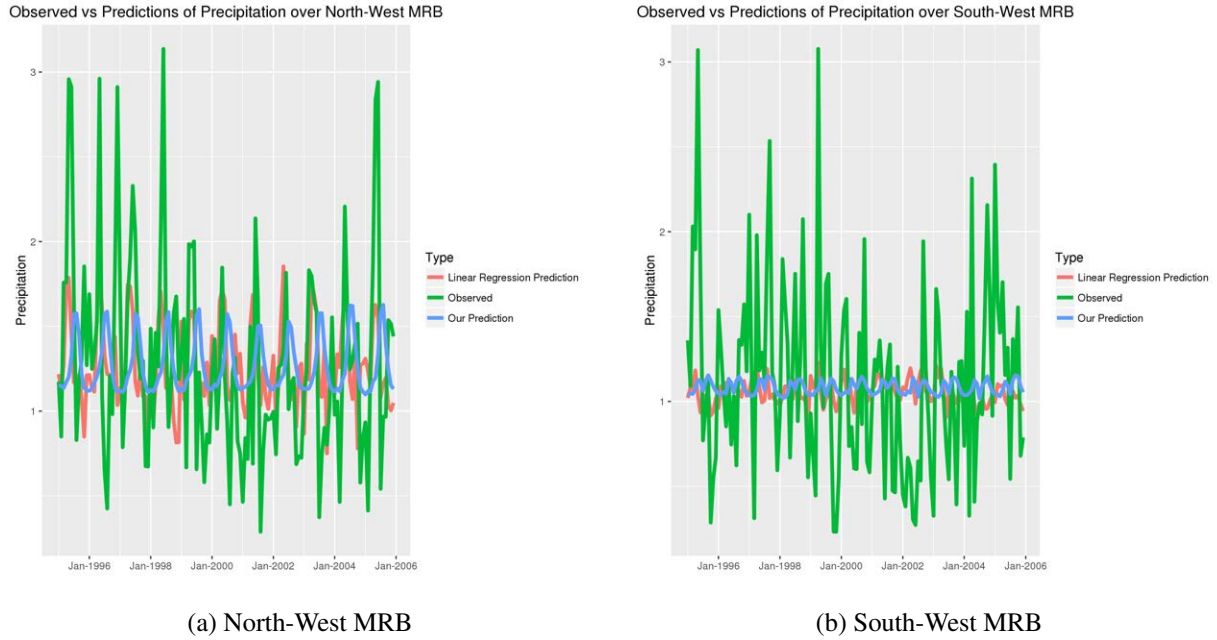 Observed vs Predictions of Precipitation over North-West MRB
3
2
1
Precipitation
Jan-1996
Jan-1998
Jan-2000
Jan-2002
Jan-2004
Jan-2006
Type
Linear Regression Prediction
Observed
Our Prediction
(a) North-West MRB
Observed vs Predictions of Precipitation over South-West MRB
3
2
1
Precipitation
Jan-1996
Jan-1998
Jan-2000
Jan-2002
Jan-2004
Jan-2006
Type
Linear Regression Prediction
Observed
Our Prediction
(b) South-West MRB